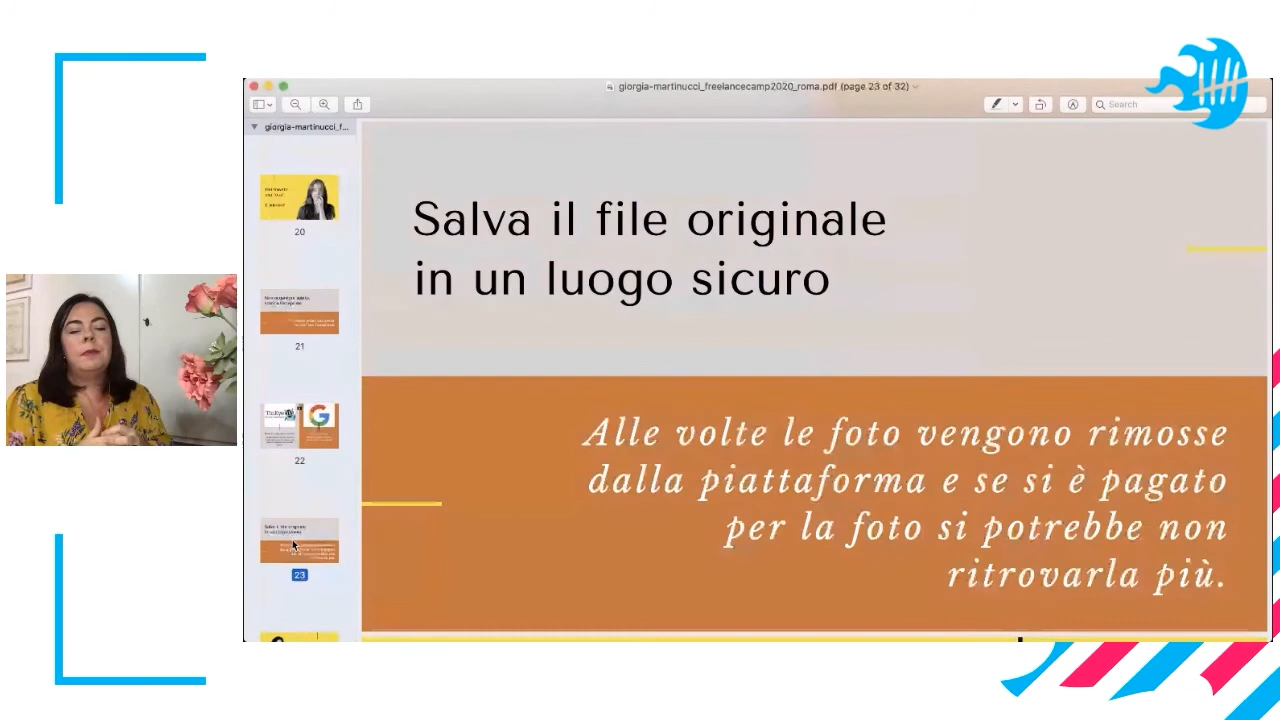 giorgia-martinucci_freelancecamp2020_roma.pdf (page 23 of 32)
Search
giorgia-martinucci_f...
20
21
22
23
Salva il file originale
in un luogo sicuro
Alle volte le foto vengono rimosse
dalla piattaforma e se si è pagato
per la foto si potrebbe non
ritrovarla più.